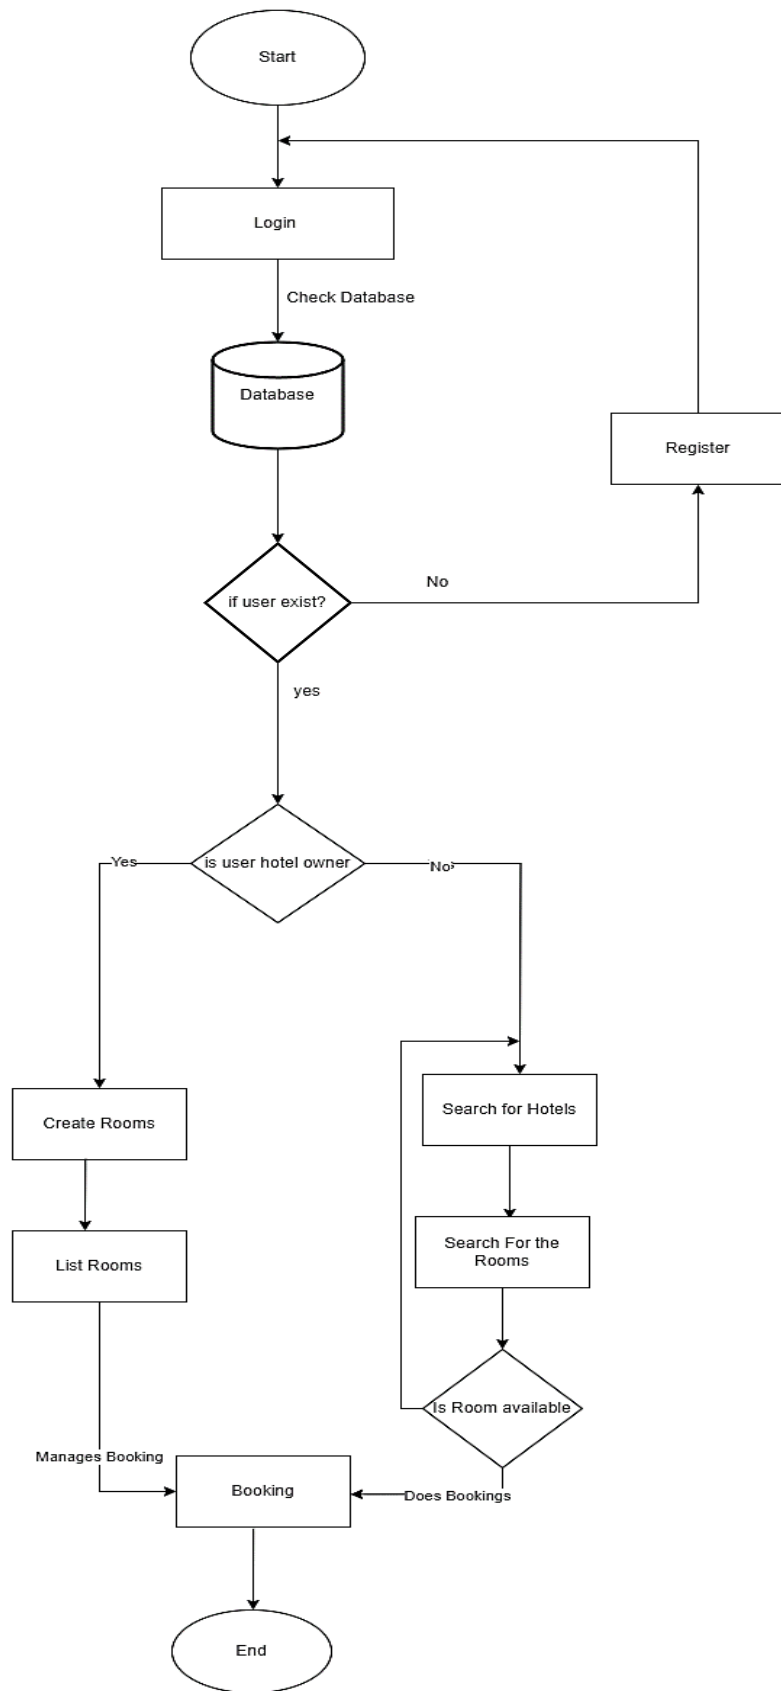 Start
Login
Check Database
Database
Register
No
if user exist?
yes
is user hotel owner
Yes
No
Create Rooms
Search for Hotels
List Rooms
Search For the
Rooms
Is Room available
Manages Booking
Booking
Does Bookings
End